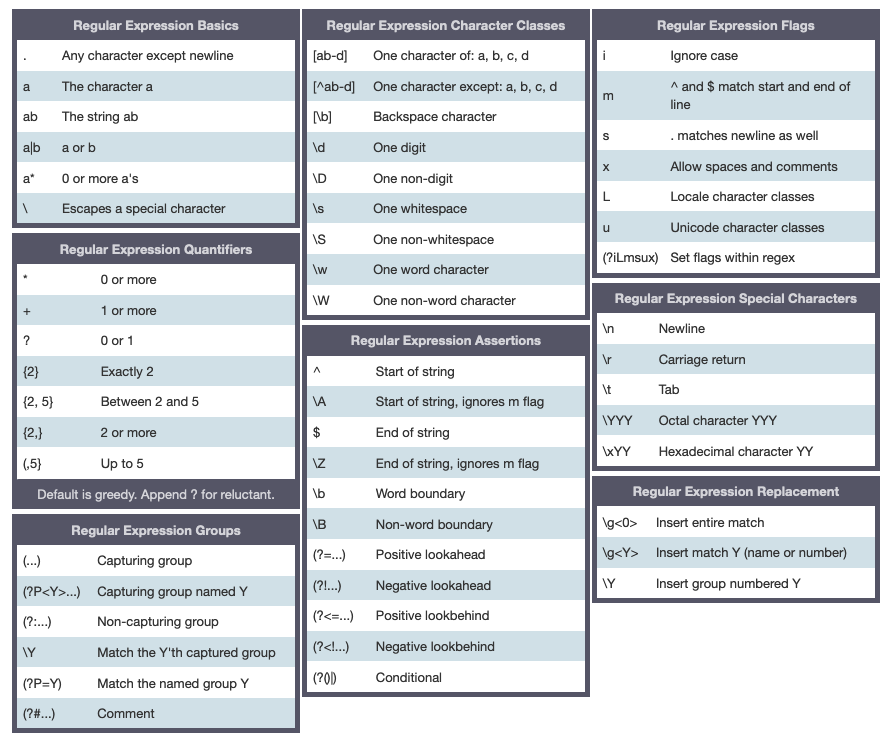 Regular Expression Basics
. Any character except newline
a The character a
ab The string ab
a|b a or b
a* 0 or more a's
\ Escapes a special character
Regular Expression Quantifiers
* 0 or more
+ 1 or more
? 0 or 1
{2} Exactly 2
{2, 5} Between 2 and 5
{2,} 2 or more
(,5} Up to 5
Default is greedy. Append ? for reluctant.
Regular Expression Groups
(...) Capturing group
(?P<Y>...) Capturing group named Y
(?:...) Non-capturing group
\Y Match the Y'th captured group
(?P=Y) Match the named group Y
(?#...) Comment
Regular Expression Character Classes
[ab-d] One character of: a, b, c, d
[^ab-d] One character except: a, b, c, d
[\b] Backspace character
\d One digit
\D One non-digit
\s One whitespace
\S One non-whitespace
\w One word character
\W One non-word character
Regular Expression Assertions
^ Start of string
\A Start of string, ignores m flag
$ End of string
\Z End of string, ignores m flag
\b Word boundary
\B Non-word boundary
(?=...) Positive lookahead
(?!...) Negative lookahead
(?<=...) Positive lookbehind
(?<!...) Negative lookbehind
(?()|) Conditional
Regular Expression Flags
i Ignore case
m ^ and $ match start and end of
line
s . matches newline as well
x Allow spaces and comments
L Locale character classes
u Unicode character classes
(?iLmsux) Set flags within regex
Regular Expression Special Characters
\n Newline
\r Carriage return
\t Tab
\YYY Octal character YYY
\xYY Hexadecimal character YY
Regular Expression Replacement
\g<0> Insert entire match
\g<Y> Insert match Y (name or number)
\Y Insert group numbered Y